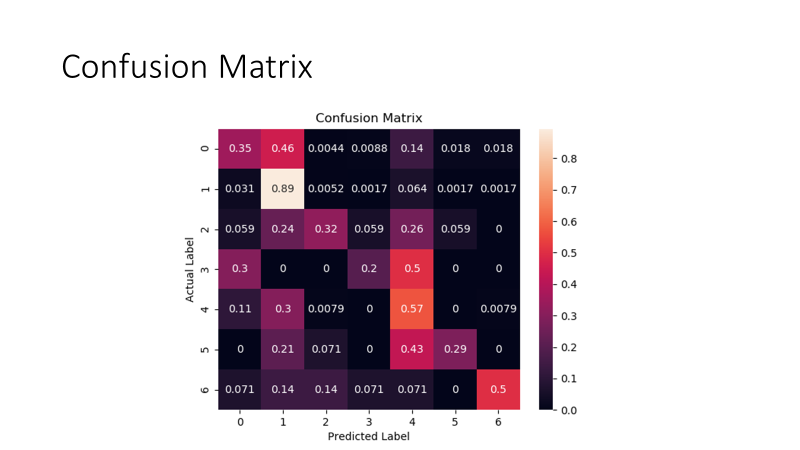 Confusion Matrix
Confusion Matrix
0 0.35 0.46 0.0044 0.0088 0.14 0.018 0.018
1 0.031 0.89 0.0052 0.0017 0.064 0.0017 0.0017
2 0.059 0.24 0.32 0.059 0.26 0.059 0
3 0.3 0 0 0.2 0.5 0 0
4 0.11 0.3 0.0079 0 0.57 0 0.0079
5 0 0.21 0.071 0 0.43 0.29 0
6 0.071 0.14 0.14 0.071 0.071 0 0.5
0 1 2 3 4 5 6
Predicted Label
Actual Label
0.8
0.7
0.6
0.5
0.4
0.3
0.2
0.1
0.0